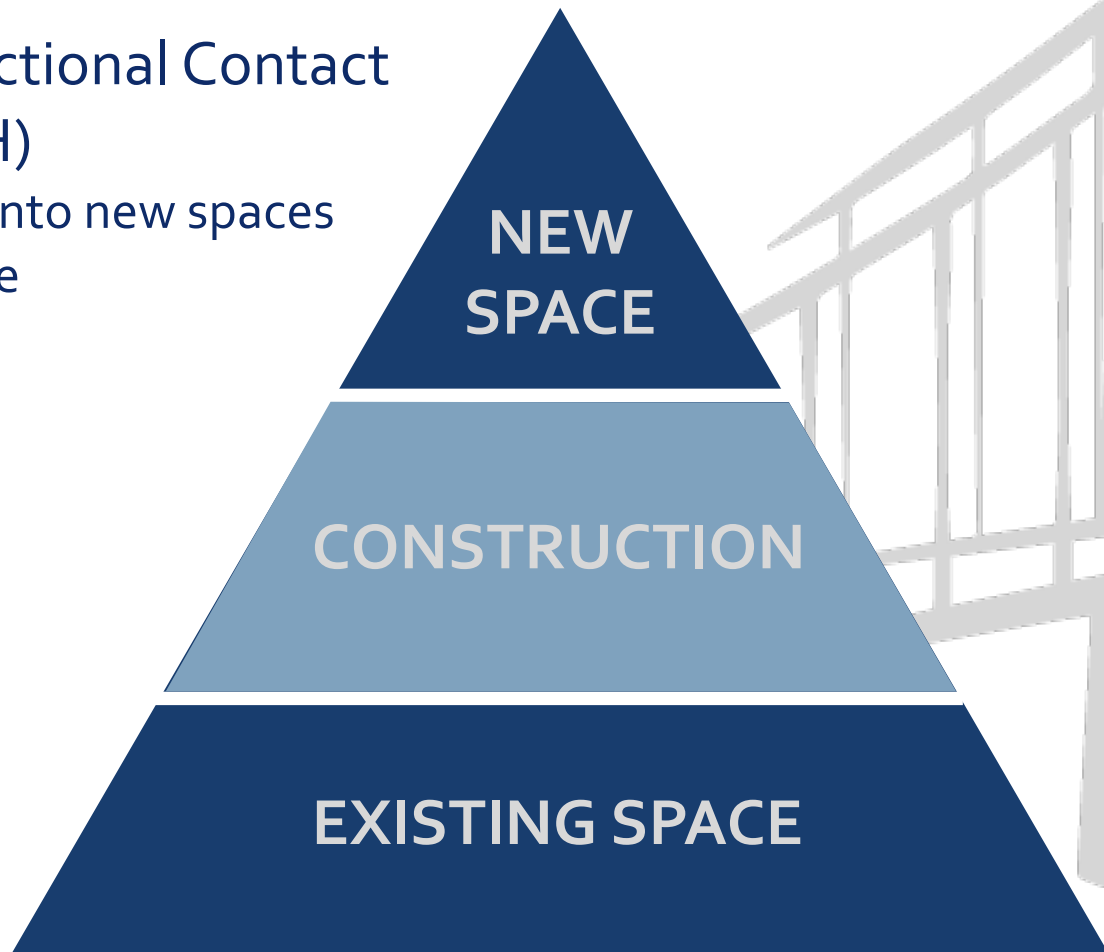 ctional Contact
H)
nto new spaces
e
NEW
SPACE
CONSTRUCTION
EXISTING SPACE